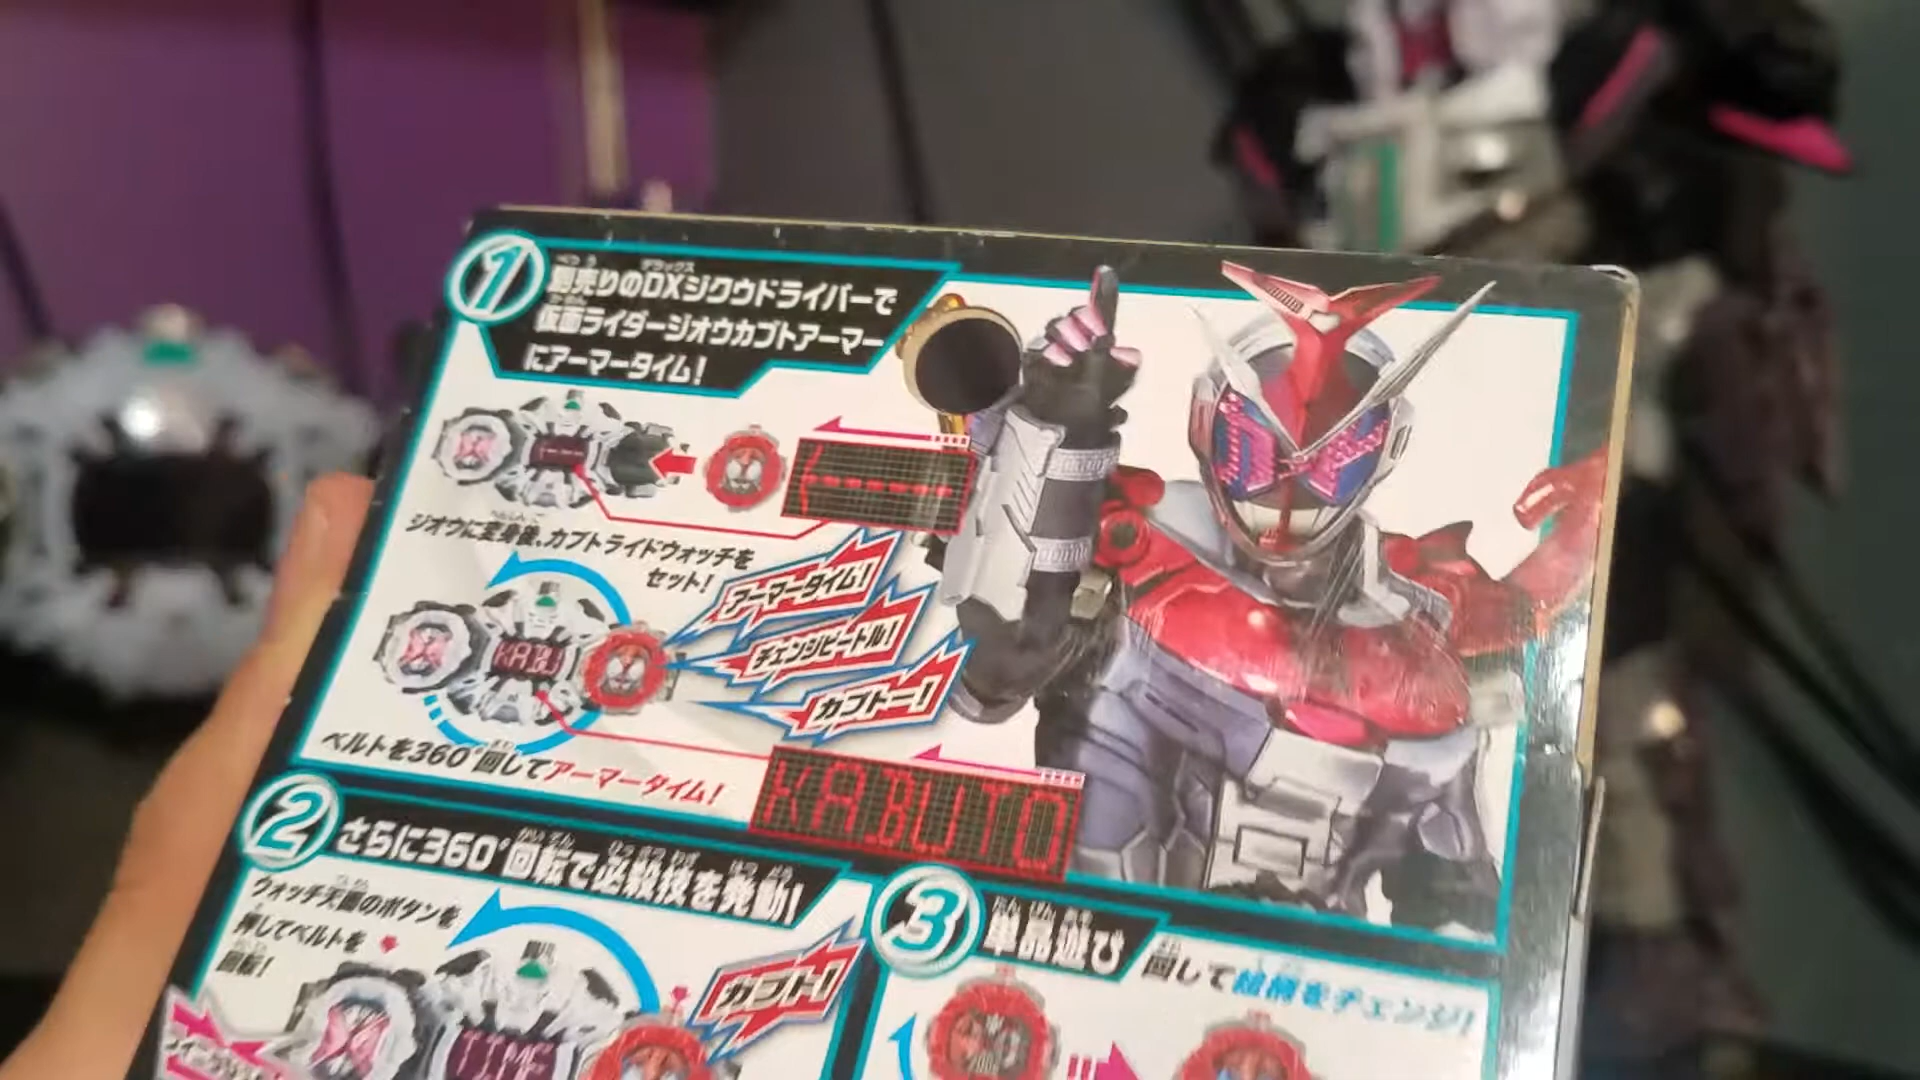 1
別売りのDXジクウドライバーで
仮面ライダージオウカブトアーマー
にアーマータイム!
ジオウに変身後、カブトライドウォッチを
セット!
アーマータイム!
チェンジビートル!
カブトー!
KABU
ベルトを360°回してアーマータイム!
KABUTO
2
さらに360°回転で必殺技を発動!
ウォッチ天面のボタンを
押してベルトを
回転!
カブト!
TIME
3
単品遊び
回して絵柄をチェンジ!